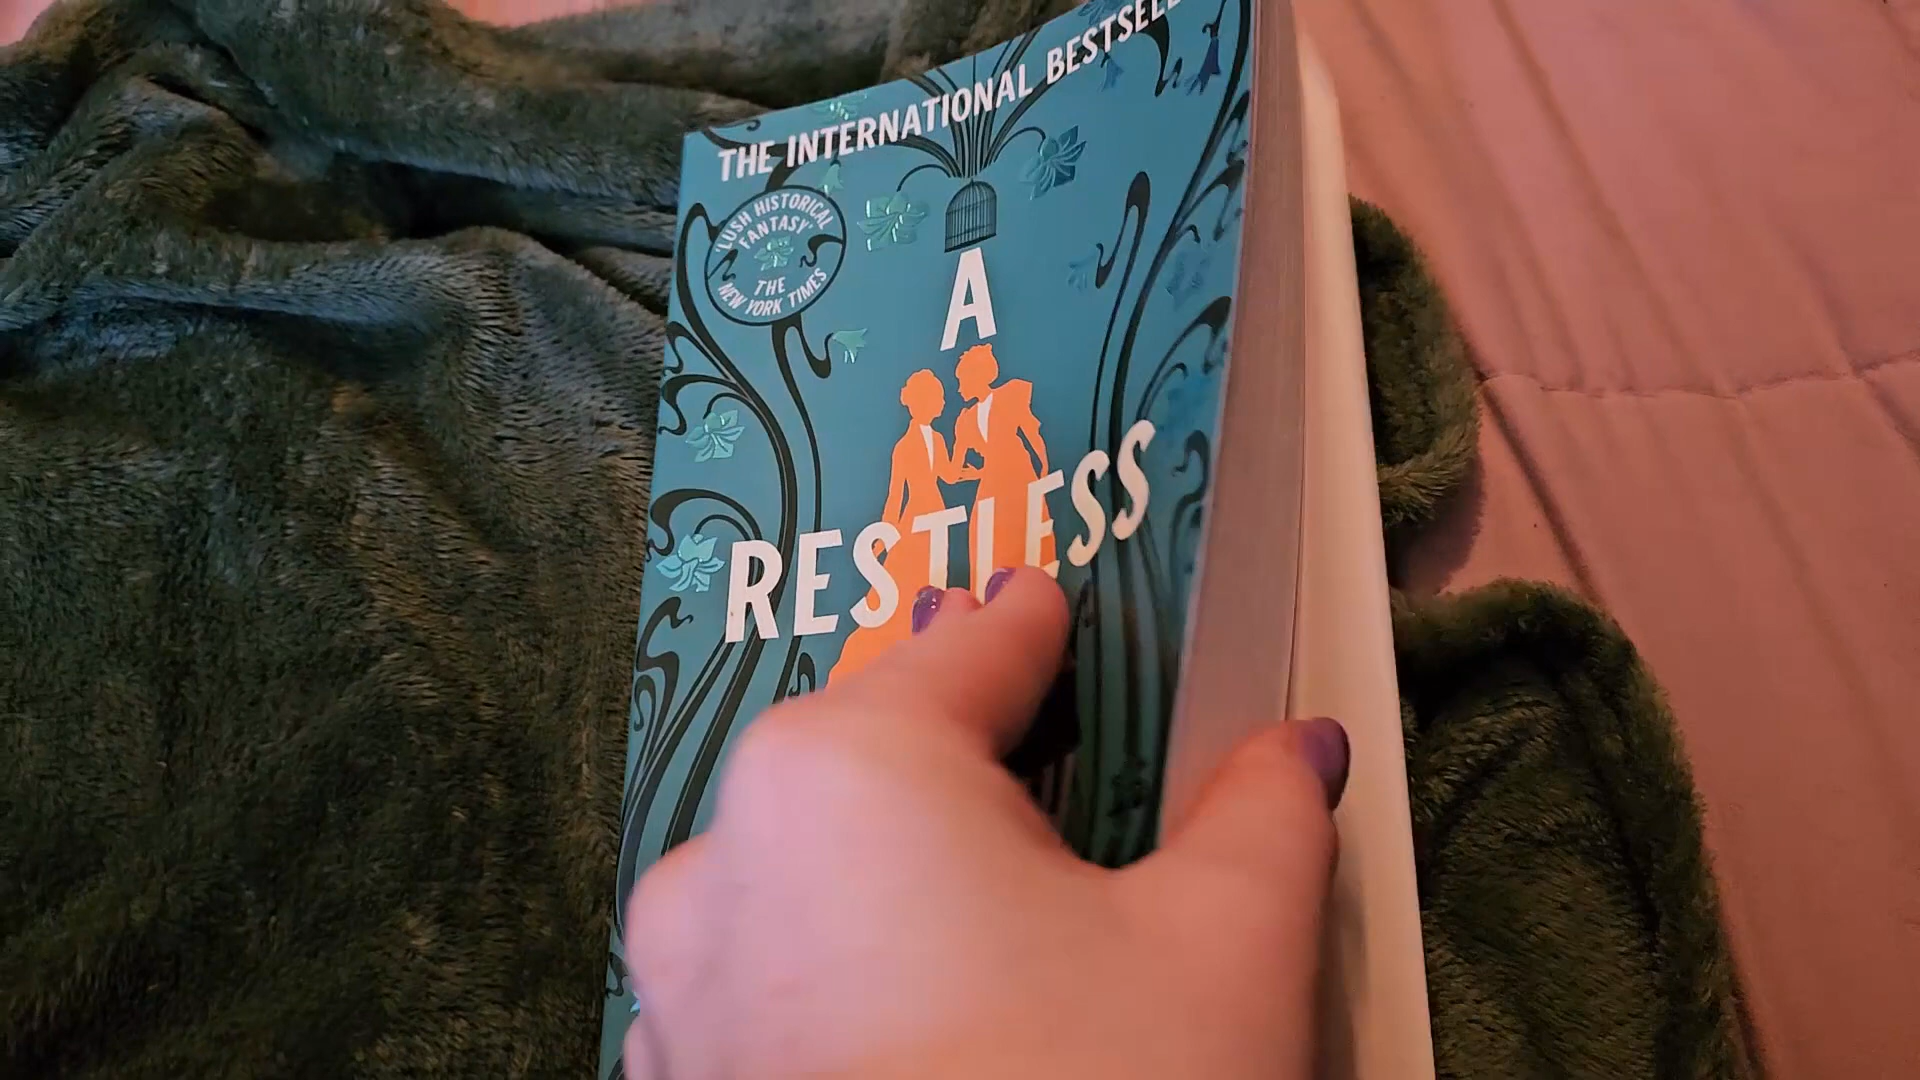 THE INTERNATIONAL BESTSELL
'LUSH HISTORICAL
FANTASY'
THE
NEW YORK TIMES
A
RESTLESS